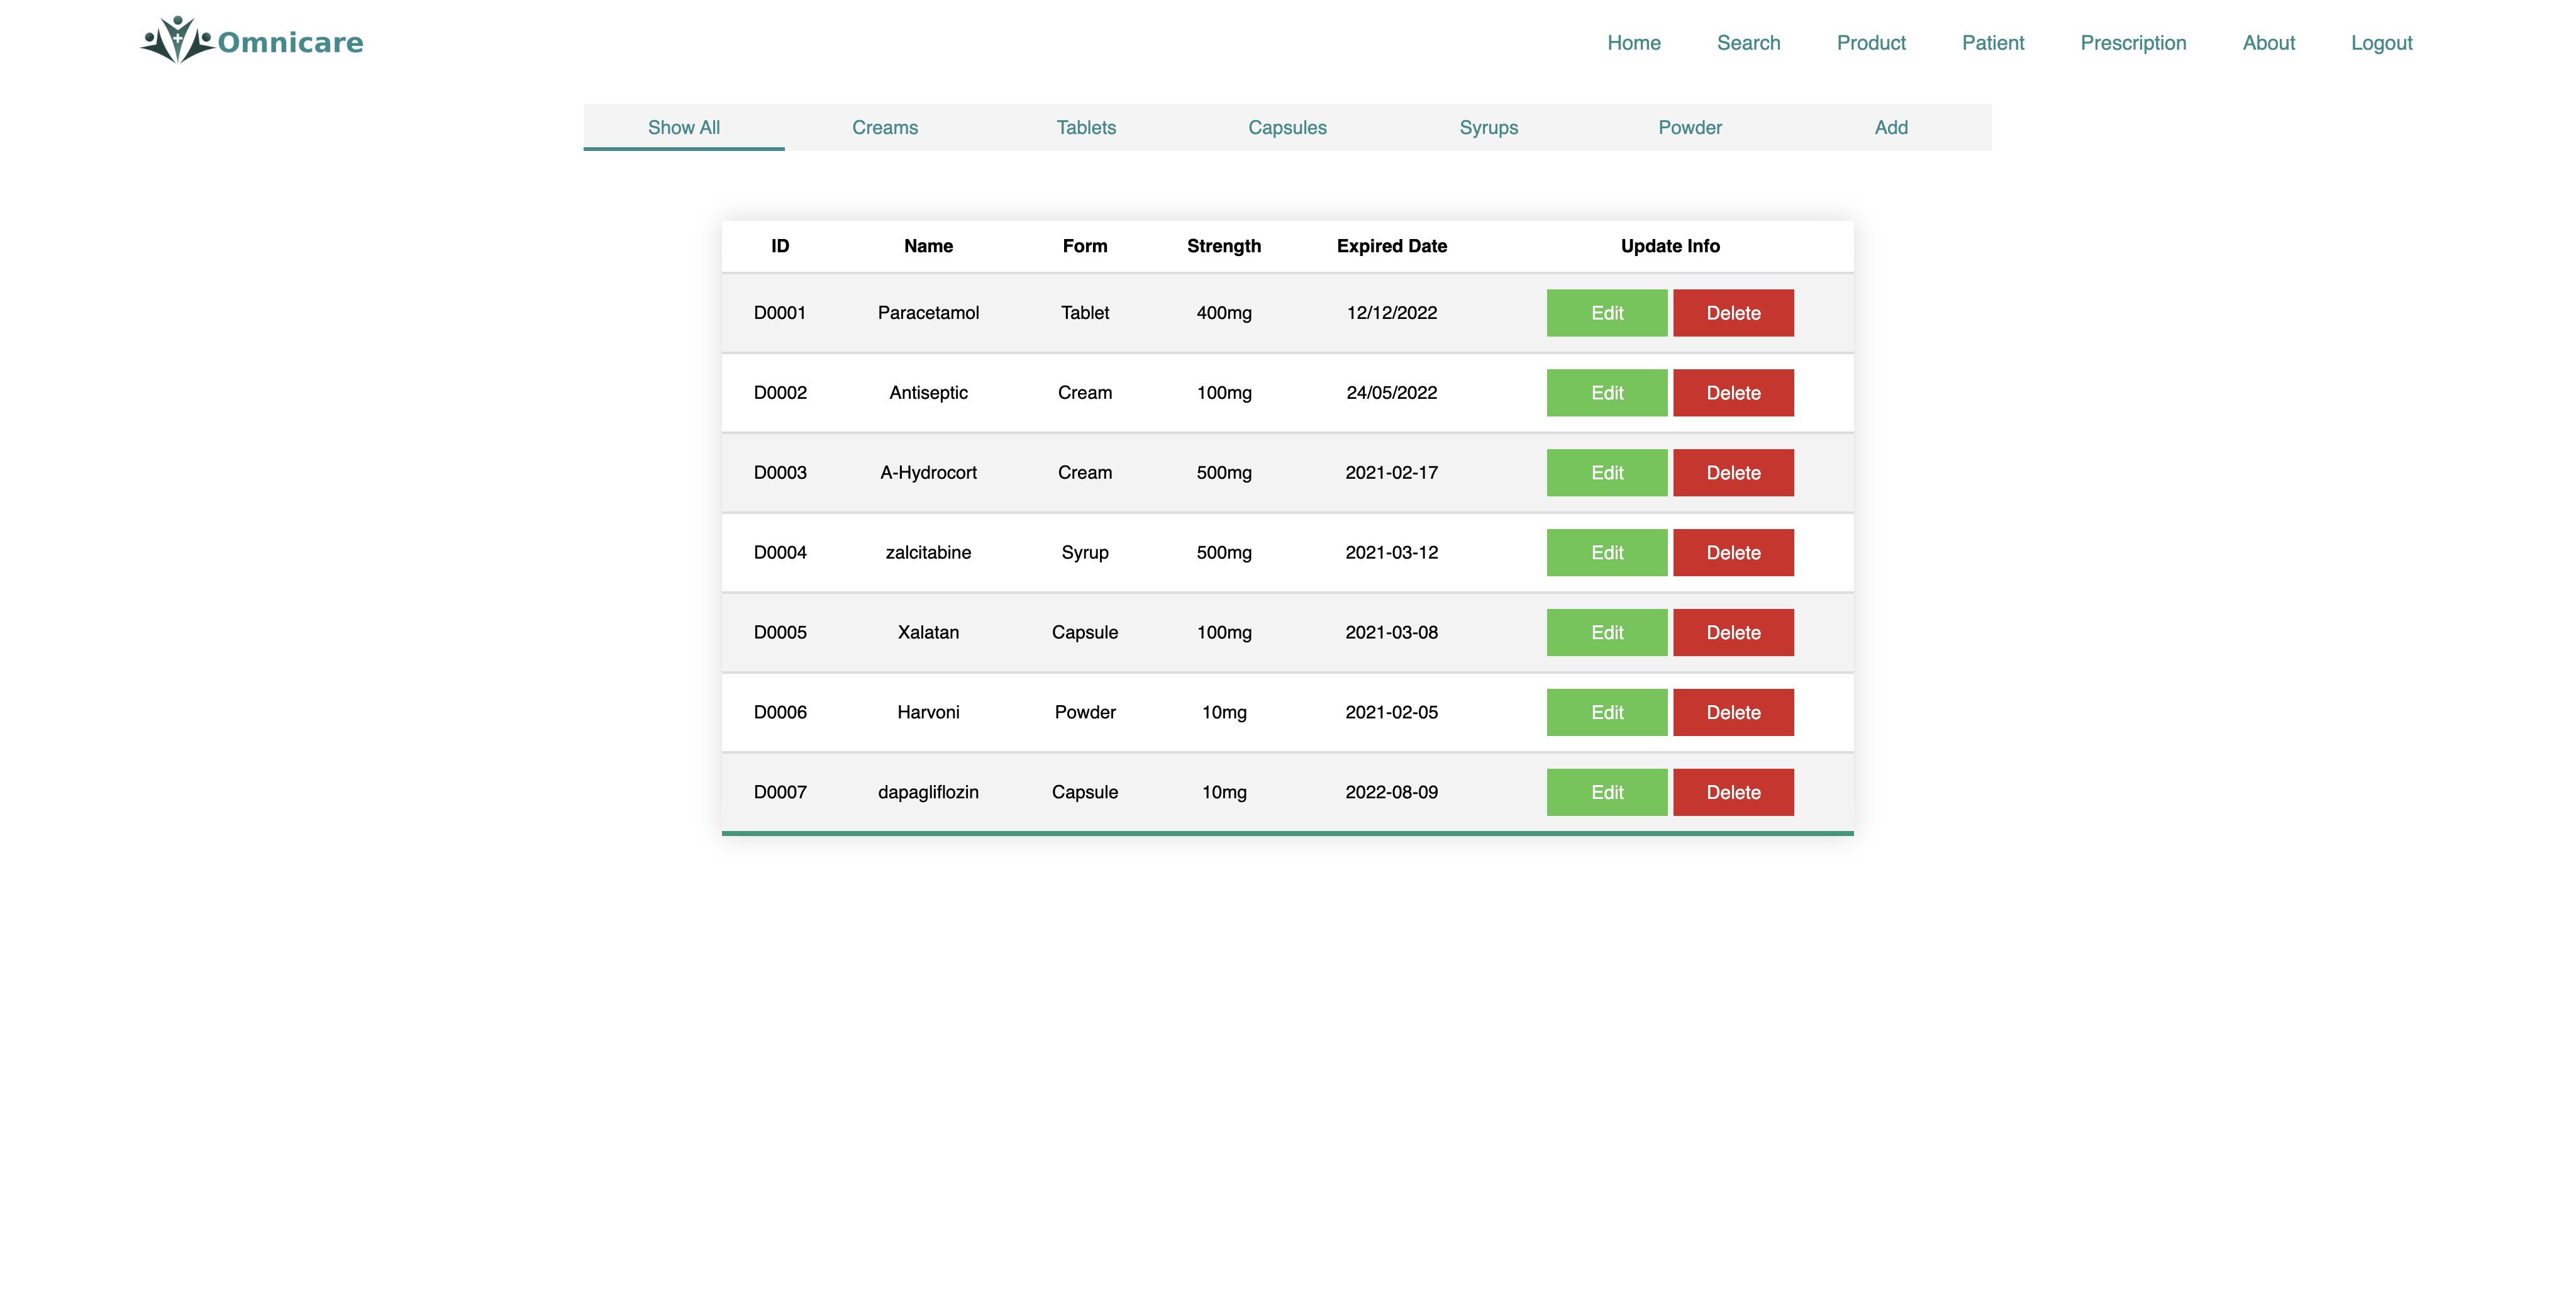 Omnicare Home Search Product Patient Prescription About Logout
Show All Creams Tablets Capsules Syrups Powder Add
ID Name Form Strength Expired Date Update Info
D0001 Paracetamol Tablet 400mg 12/12/2022 Edit Delete
D0002 Antiseptic Cream 100mg 24/05/2022 Edit Delete
D0003 A-Hydrocort Cream 500mg 2021-02-17 Edit Delete
D0004 zalcitabine Syrup 500mg 2021-03-12 Edit Delete
D0005 Xalatan Capsule 100mg 2021-03-08 Edit Delete
D0006 Harvoni Powder 10mg 2021-02-05 Edit Delete
D0007 dapagliflozin Capsule 10mg 2022-08-09 Edit Delete